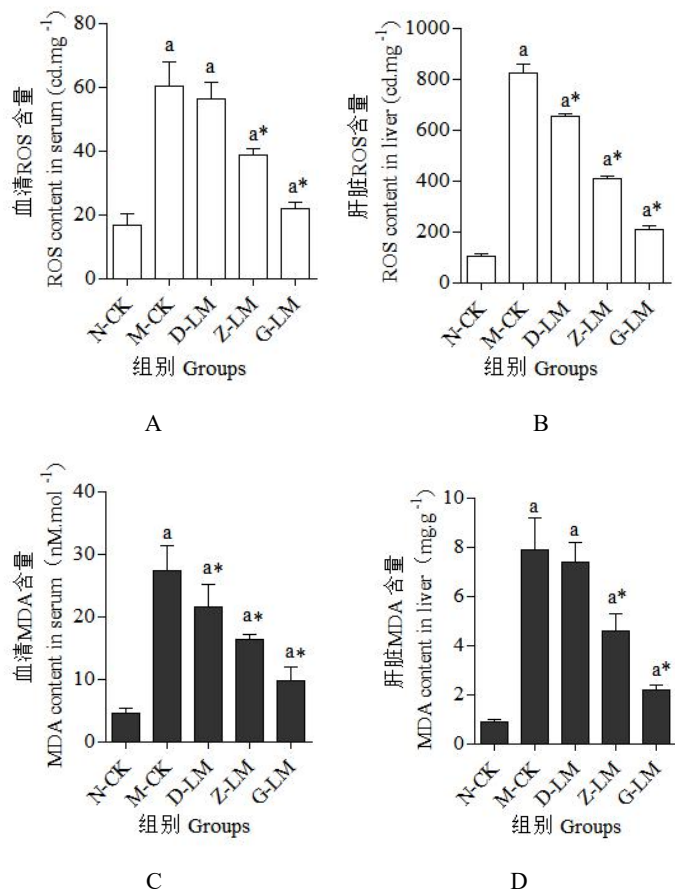 血清ROS 含量
ROS content in serum (cd.mg⁻¹)
80
60
40
20
0
a
a
a*
a*
N-CK
M-CK
D-LM
Z-LM
G-LM
组别 Groups
A
肝脏ROS含量
ROS content in liver (cd.mg⁻¹)
1000
800
600
400
200
0
a
a*
a*
a*
N-CK
M-CK
D-LM
Z-LM
G-LM
组别 Groups
B
血清MDA含量
MDA content in serum（nM.mol⁻¹)
40
30
20
10
0
a
a*
a*
a*
N-CK
M-CK
D-LM
Z-LM
G-LM
组别 Groups
C
肝脏MDA 含量
MDA content in liver（mg.g⁻¹)
10
8
6
4
2
0
a
a
a*
a*
N-CK
M-CK
D-LM
Z-LM
G-LM
组别 Groups
D